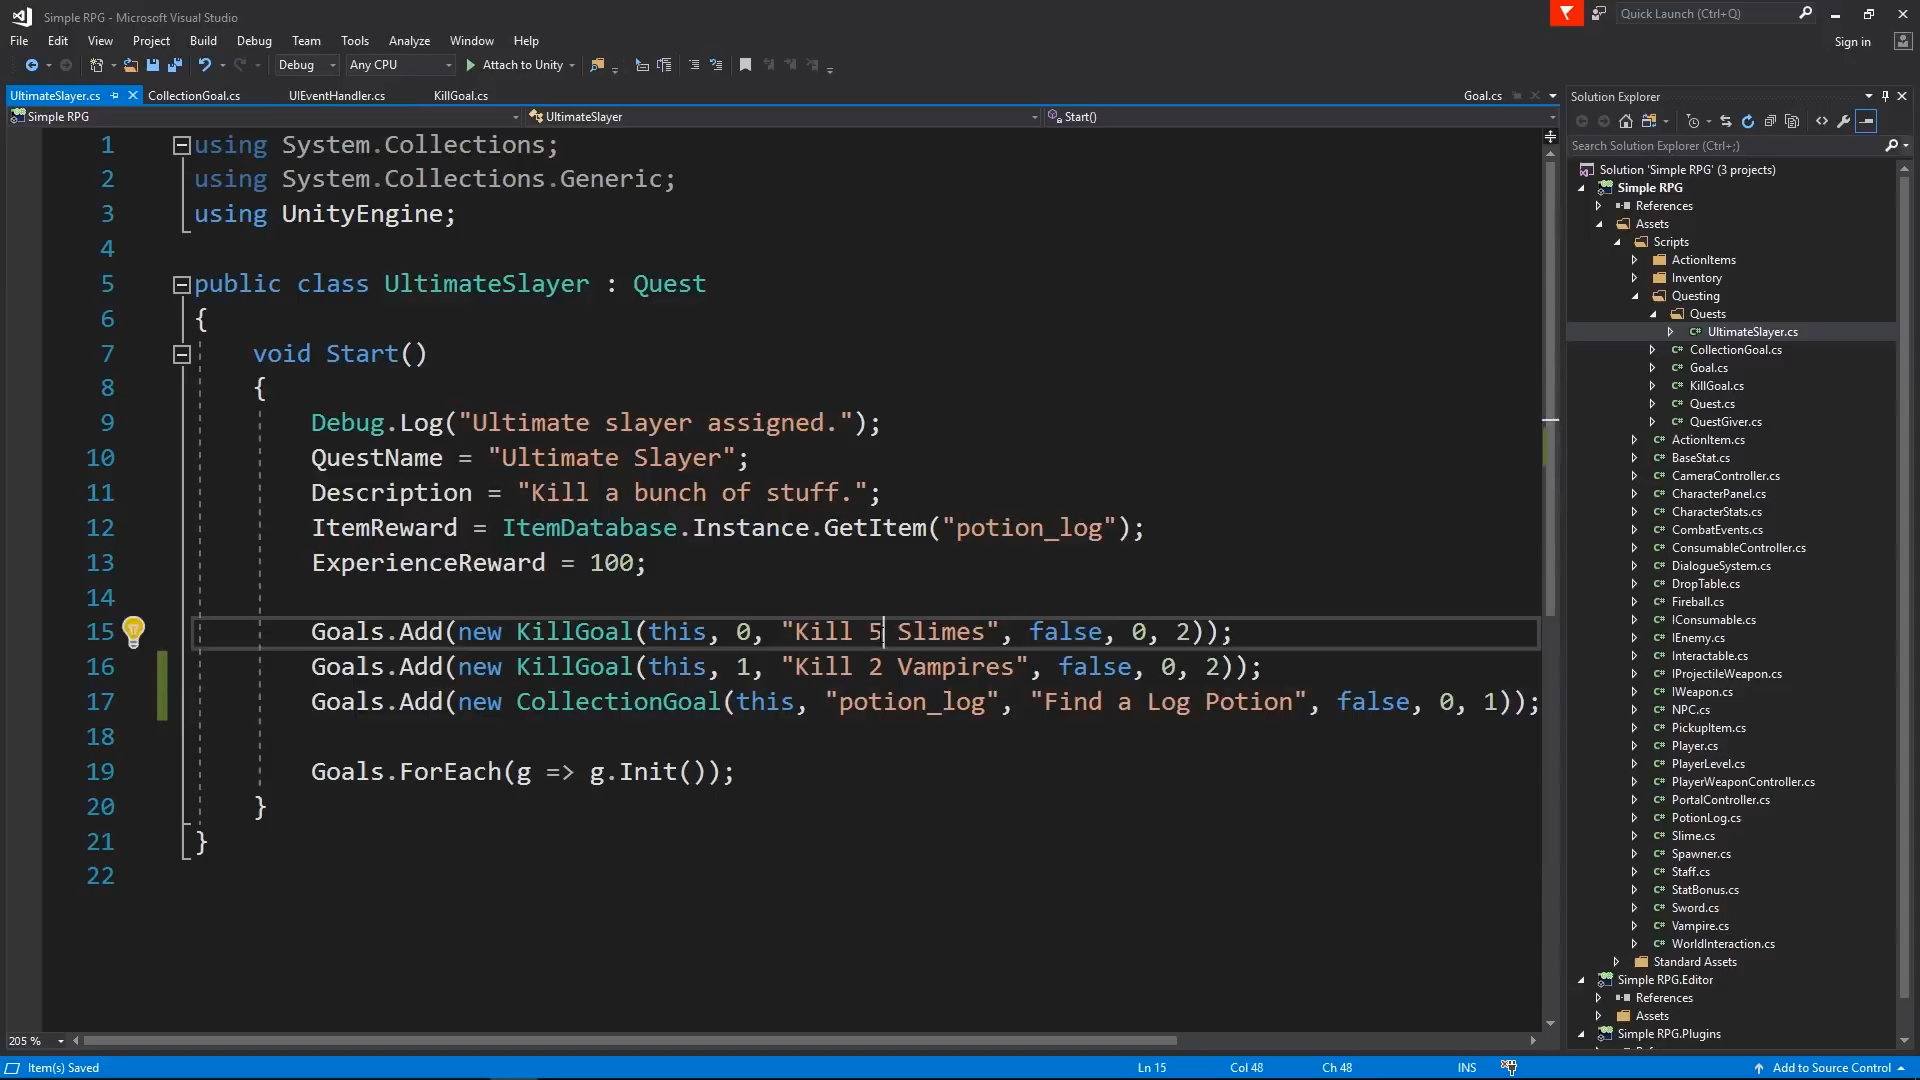 Simple RPG - Microsoft Visual Studio
Quick Launch (Ctrl+Q)
File Edit View Project Build Debug Team Tools Analyze Window Help
Sign in
Debug Any CPU Attach to Unity
UltimateSlayer.cs CollectionGoal.cs UIEventHandler.cs KillGoal.cs Goal.cs
Simple RPG UltimateSlayer Start()
1 using System.Collections;
2 using System.Collections.Generic;
3 using UnityEngine;
4
5 public class UltimateSlayer : Quest
6 {
7 void Start()
8 {
9 Debug.Log("Ultimate slayer assigned.");
10 QuestName = "Ultimate Slayer";
11 Description = "Kill a bunch of stuff.";
12 ItemReward = ItemDatabase.Instance.GetItem("potion_log");
13 ExperienceReward = 100;
14
15 Goals.Add(new KillGoal(this, 0, "Kill 5 Slimes", false, 0, 2));
16 Goals.Add(new KillGoal(this, 1, "Kill 2 Vampires", false, 0, 2));
17 Goals.Add(new CollectionGoal(this, "potion_log", "Find a Log Potion", false, 0, 1));
18
19 Goals.ForEach(g => g.Init());
20 }
21 }
22
205 %
Solution Explorer
Search Solution Explorer (Ctrl+;)
Solution 'Simple RPG' (3 projects)
Simple RPG
References
Assets
Scripts
ActionItems
Inventory
Questing
Quests
C# UltimateSlayer.cs
C# CollectionGoal.cs
C# Goal.cs
C# KillGoal.cs
C# Quest.cs
C# QuestGiver.cs
C# ActionItem.cs
C# BaseStat.cs
C# CameraController.cs
C# CharacterPanel.cs
C# CharacterStats.cs
C# CombatEvents.cs
C# ConsumableController.cs
C# DialogueSystem.cs
C# DropTable.cs
C# Fireball.cs
C# IConsumable.cs
C# IEnemy.cs
C# Interactable.cs
C# IProjectileWeapon.cs
C# IWeapon.cs
C# NPC.cs
C# PickupItem.cs
C# Player.cs
C# PlayerLevel.cs
C# PlayerWeaponController.cs
C# PortalController.cs
C# PotionLog.cs
C# Slime.cs
C# Spawner.cs
C# Staff.cs
C# StatBonus.cs
C# Sword.cs
C# Vampire.cs
C# WorldInteraction.cs
Standard Assets
Simple RPG.Editor
References
Assets
Simple RPG.Plugins
Item(s) Saved Ln 15 Col 48 Ch 48 INS Add to Source Control